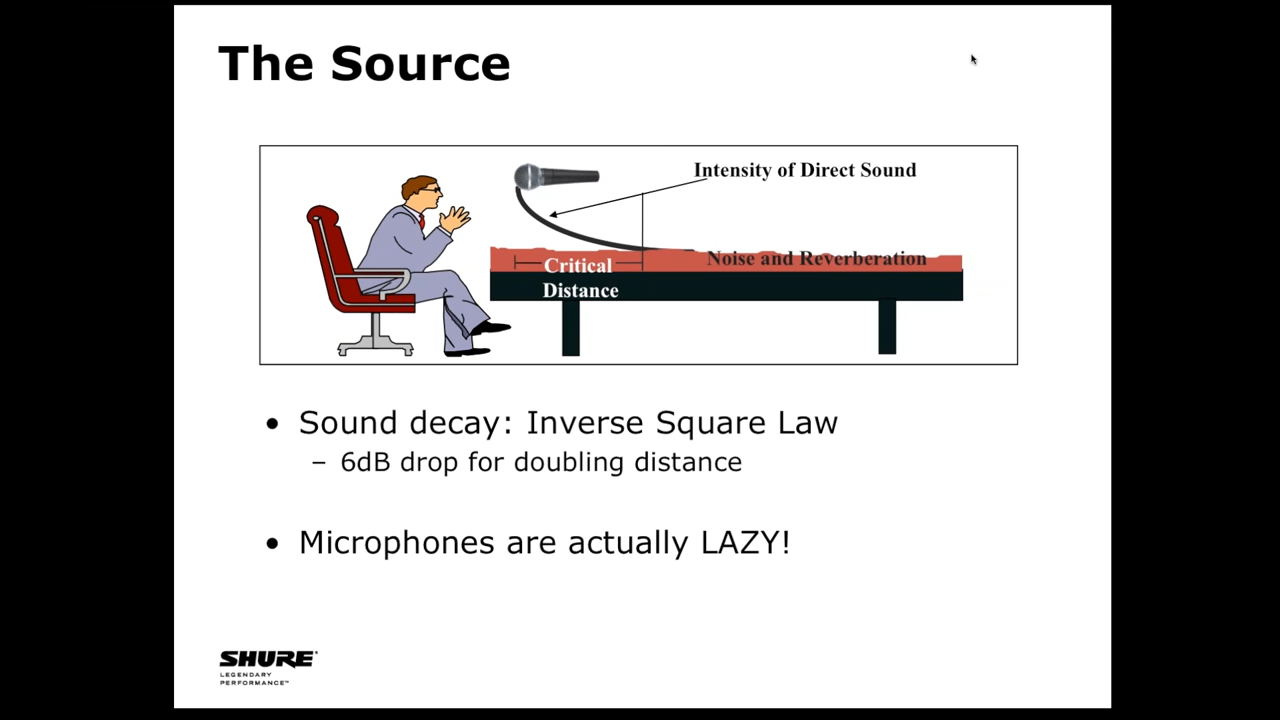 The Source
Intensity of Direct Sound
Noise and Reverberation
Critical
Distance
• Sound decay: Inverse Square Law
– 6dB drop for doubling distance
• Microphones are actually LAZY!
SHURE
LEGENDARY
PERFORMANCE™